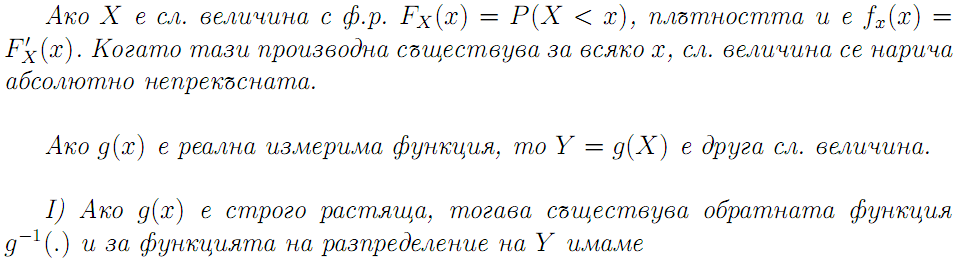 Ако X е сл. величина с ф.р. F_X(x) = P(X < x), плътността и е f_x(x) =
F′_X(x). Когато тази производна съществува за всяко x, сл. величина се нарича
абсолютно непрекъсната.
Ако g(x) е реална измерима функция, то Y = g(X) е друга сл. величина.
I) Ако g(x) е строго растяща, тогава съществува обратната функция
g⁻¹(.) и за функцията на разпределение на Y имаме